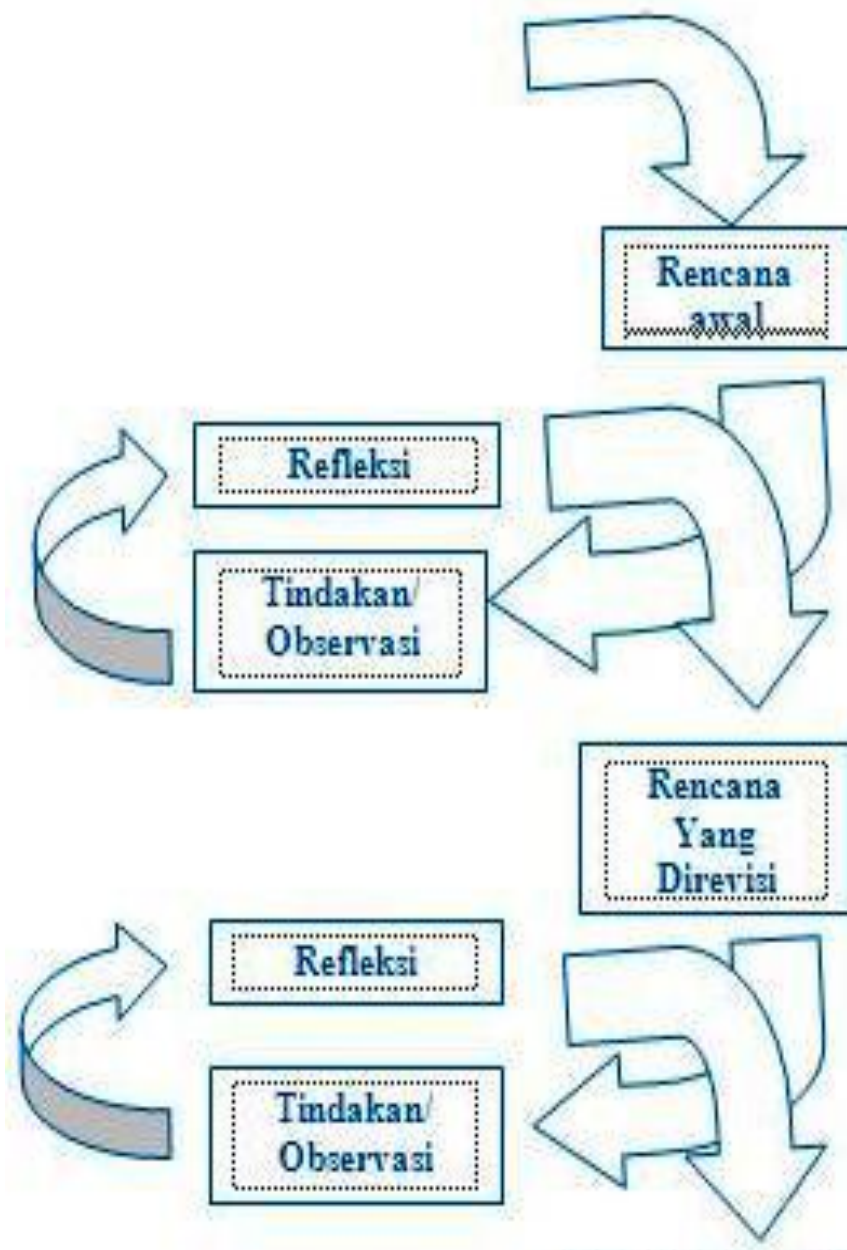 Rencana
awal
Refleksi
Tindakan/
Observasi
Rencana
Yang
Direvisi
Refleksi
Tindakan/
Observasi